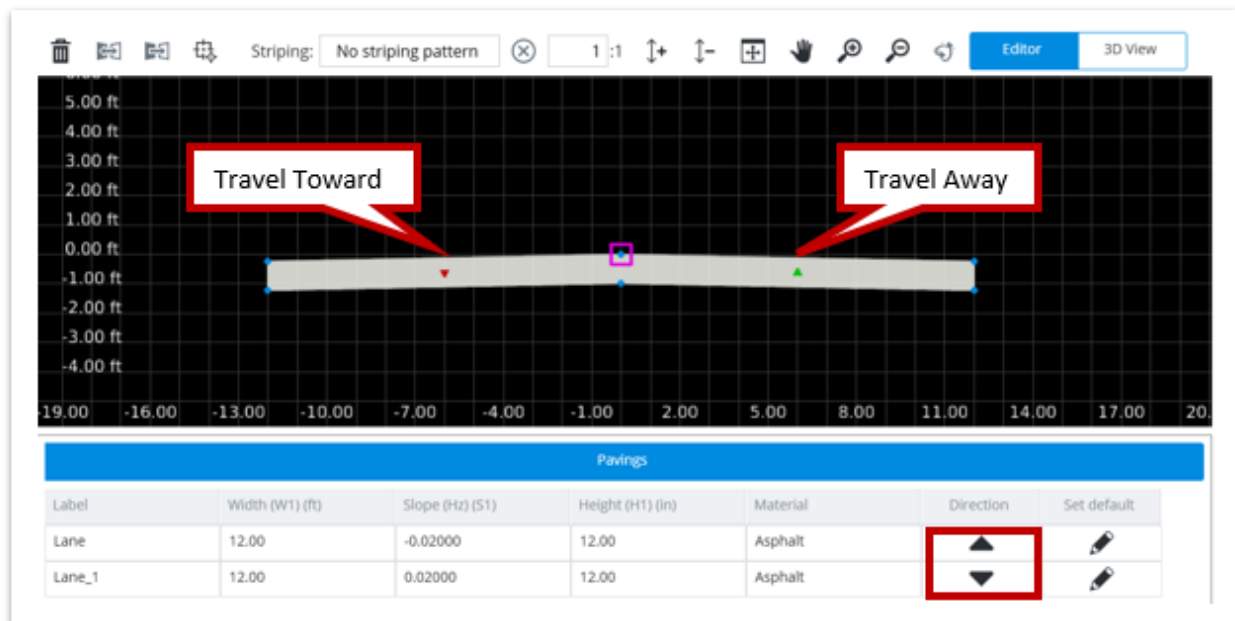 Striping: No striping pattern 1 :1 Editor 3D View
5.00 ft
4.00 ft
3.00 ft
2.00 ft
1.00 ft
0.00 ft
-1.00 ft
-2.00 ft
-3.00 ft
-4.00 ft
Travel Toward
Travel Away
-19.00 -16.00 -13.00 -10.00 -7.00 -4.00 -1.00 2.00 5.00 8.00 11.00 14.00 17.00 20.
Pavings
Label Width (W1) (ft) Slope (Hz) (S1) Height (H1) (in) Material Direction Set default
Lane 12.00 -0.02000 12.00 Asphalt
Lane_1 12.00 0.02000 12.00 Asphalt